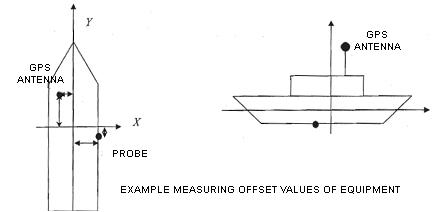 Y
GPS
ANTENNA
X
PROBE
GPS
ANTENNA
EXAMPLE MEASURING OFFSET VALUES OF EQUIPMENT